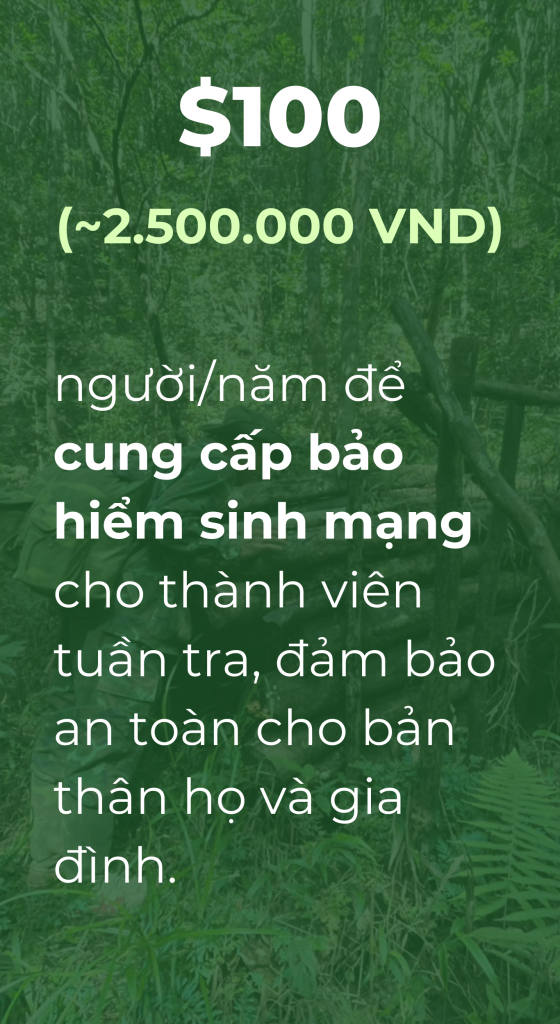 $100
(~2.500.000 VND)
người/năm để
cung cấp bảo
hiểm sinh mạng
cho thành viên
tuần tra, đảm bảo
an toàn cho bản
thân họ và gia
đình.